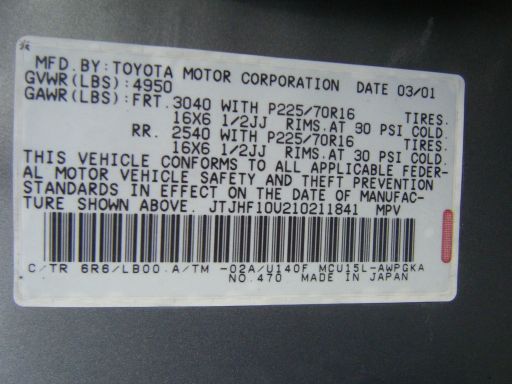 MFD.BY:TOYOTA MOTOR CORPORATION DATE 03/01
GVWR(LBS):4950
GAWR(LBS):FRT.3040 WITH P225/70R16 TIRES.
16X6 1/2JJ RIMS.AT 30 PSI COLD.
RR. 2540 WITH P225/70R16 TIRES.
16X6 1/2JJ RIMS.AT 30 PSI COLD.
THIS VEHICLE CONFORMS TO ALL APPLICABLE FEDER-
AL MOTOR VEHICLE SAFETY AND THEFT PREVENTION
STANDARDS IN EFFECT ON THE DATE OF MANUFAC-
TURE SHOWN ABOVE. JTJHF10U210211841 MPV
C/TR 6R6/LB00.A/TM -02A/U140F MCU15L-AWPGKA
NO.470 MADE IN JAPAN